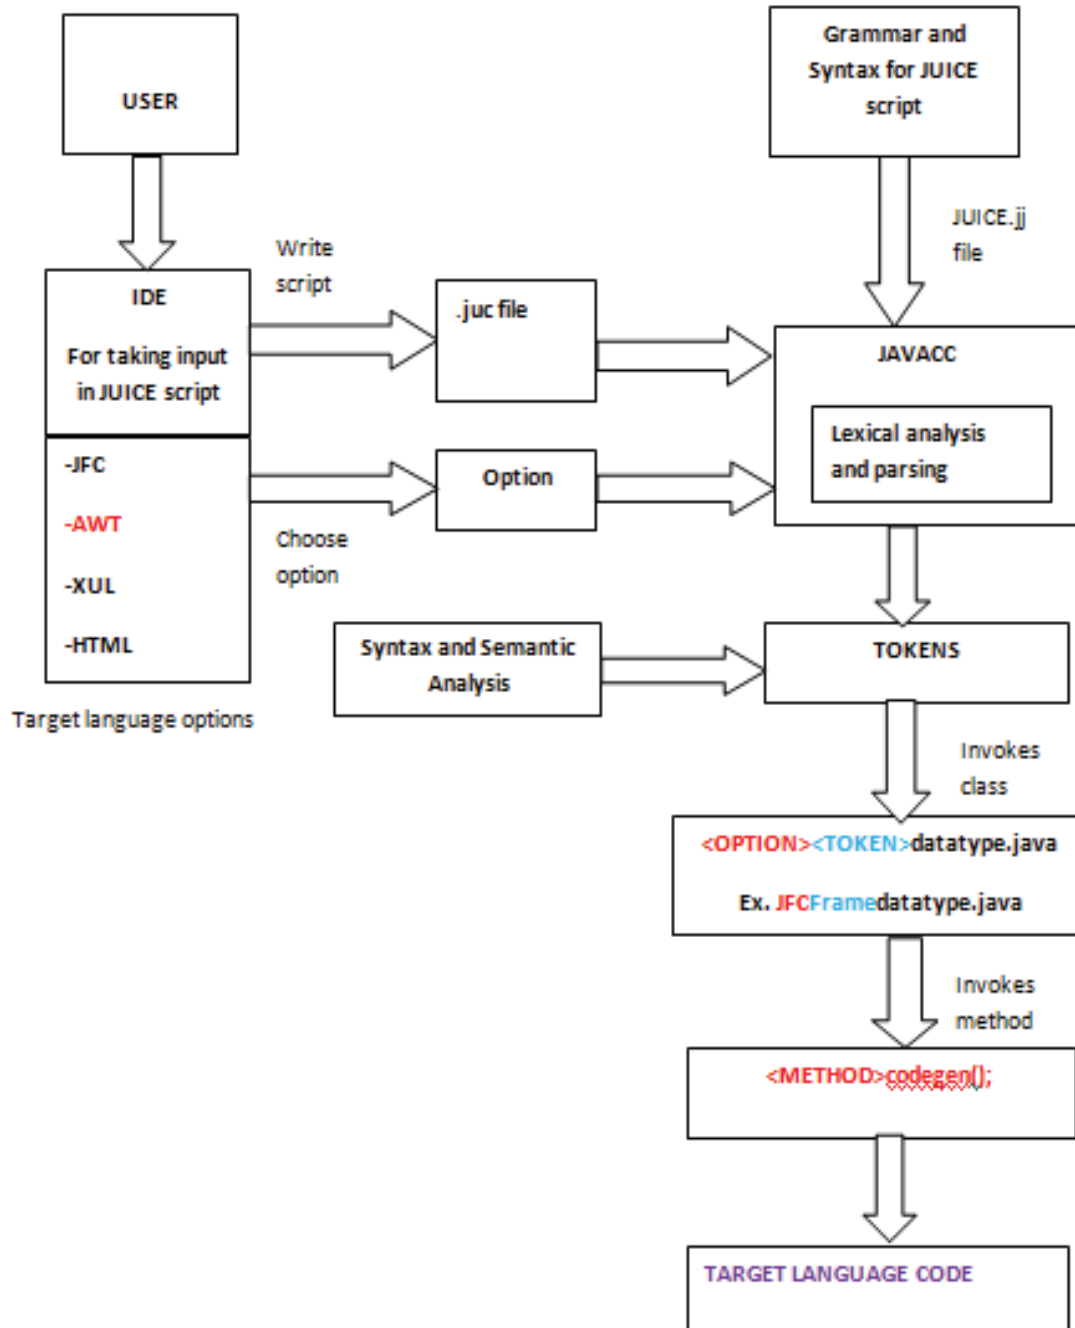 USER
Grammar and
Syntax for JUICE
script
JUICE.jj
file
Write
script
IDE
For taking input
in JUICE script
.juc file
JAVACC
Lexical analysis
and parsing
-JFC
-AWT
-XUL
-HTML
Option
Choose
option
Target language options
Syntax and Semantic
Analysis
TOKENS
Invokes
class
<OPTION><TOKEN>datatype.java
Ex. JFCFramedatatype.java
Invokes
method
<METHOD>codegen();
TARGET LANGUAGE CODE